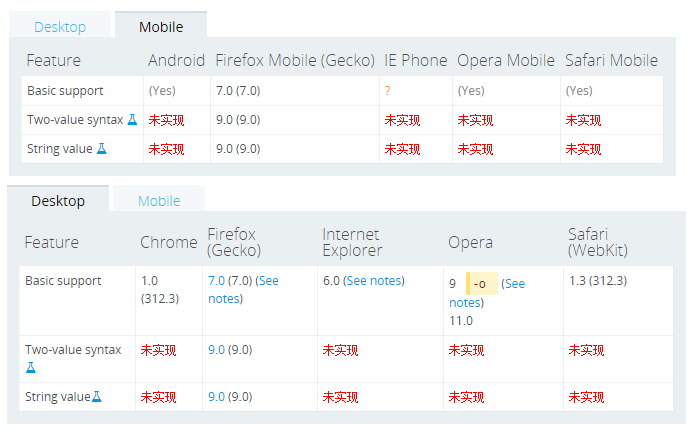 Desktop Mobile
Feature Android Firefox Mobile (Gecko) IE Phone Opera Mobile Safari Mobile
Basic support (Yes) 7.0 (7.0) ? (Yes) (Yes)
Two-value syntax 未实现 9.0 (9.0) 未实现 未实现 未实现
String value 未实现 9.0 (9.0) 未实现 未实现 未实现
Desktop Mobile
Feature Chrome Firefox (Gecko) Internet Explorer Opera Safari (WebKit)
Basic support 1.0 (312.3) 7.0 (7.0) (See notes) 6.0 (See notes) 9 -o (See notes) 11.0 1.3 (312.3)
Two-value syntax 未实现 9.0 (9.0) 未实现 未实现 未实现
String value 未实现 9.0 (9.0) 未实现 未实现 未实现